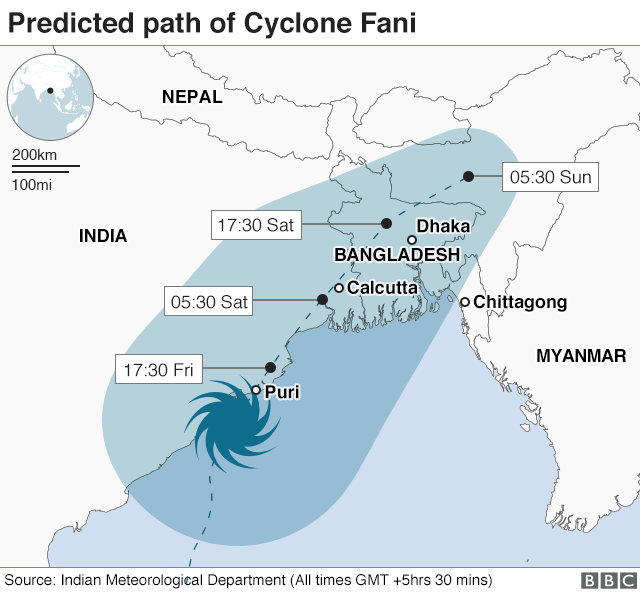 Predicted path of Cyclone Fani
NEPAL
200km
100mi
05:30 Sun
17:30 Sat
Dhaka
INDIA
BANGLADESH
Calcutta
05:30 Sat
Chittagong
MYANMAR
17:30 Fri
Puri
Source: Indian Meteorological Department (All times GMT +5hrs 30 mins)
BBC